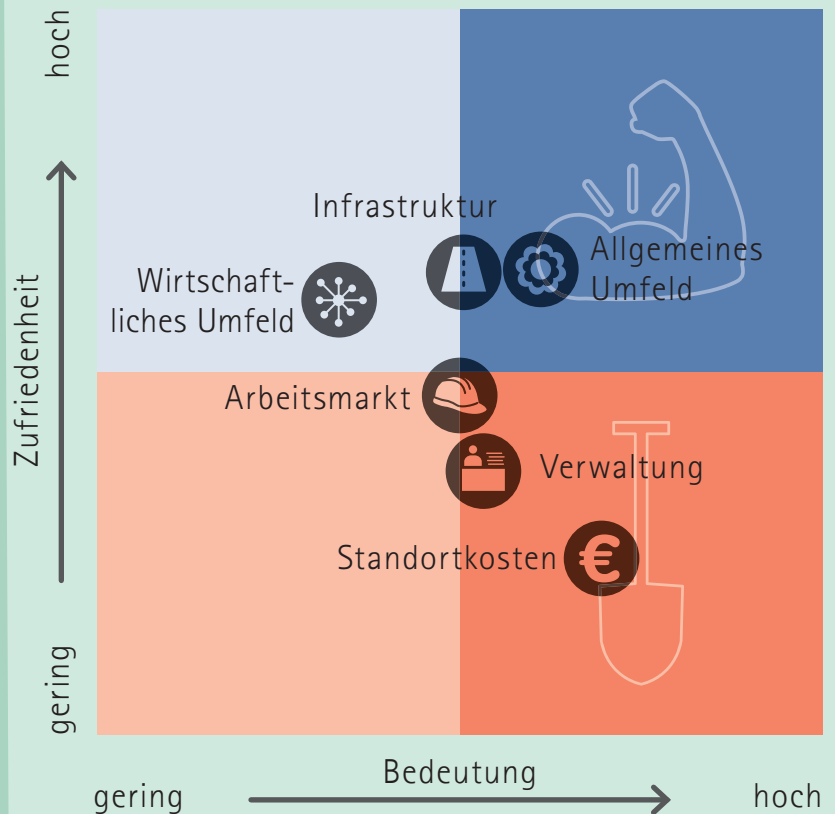 hoch
Zufriedenheit
gering
Infrastruktur
Allgemeines
Umfeld
Wirtschaft-
liches Umfeld
Arbeitsmarkt
Verwaltung
Standortkosten
€
Bedeutung
gering
hoch